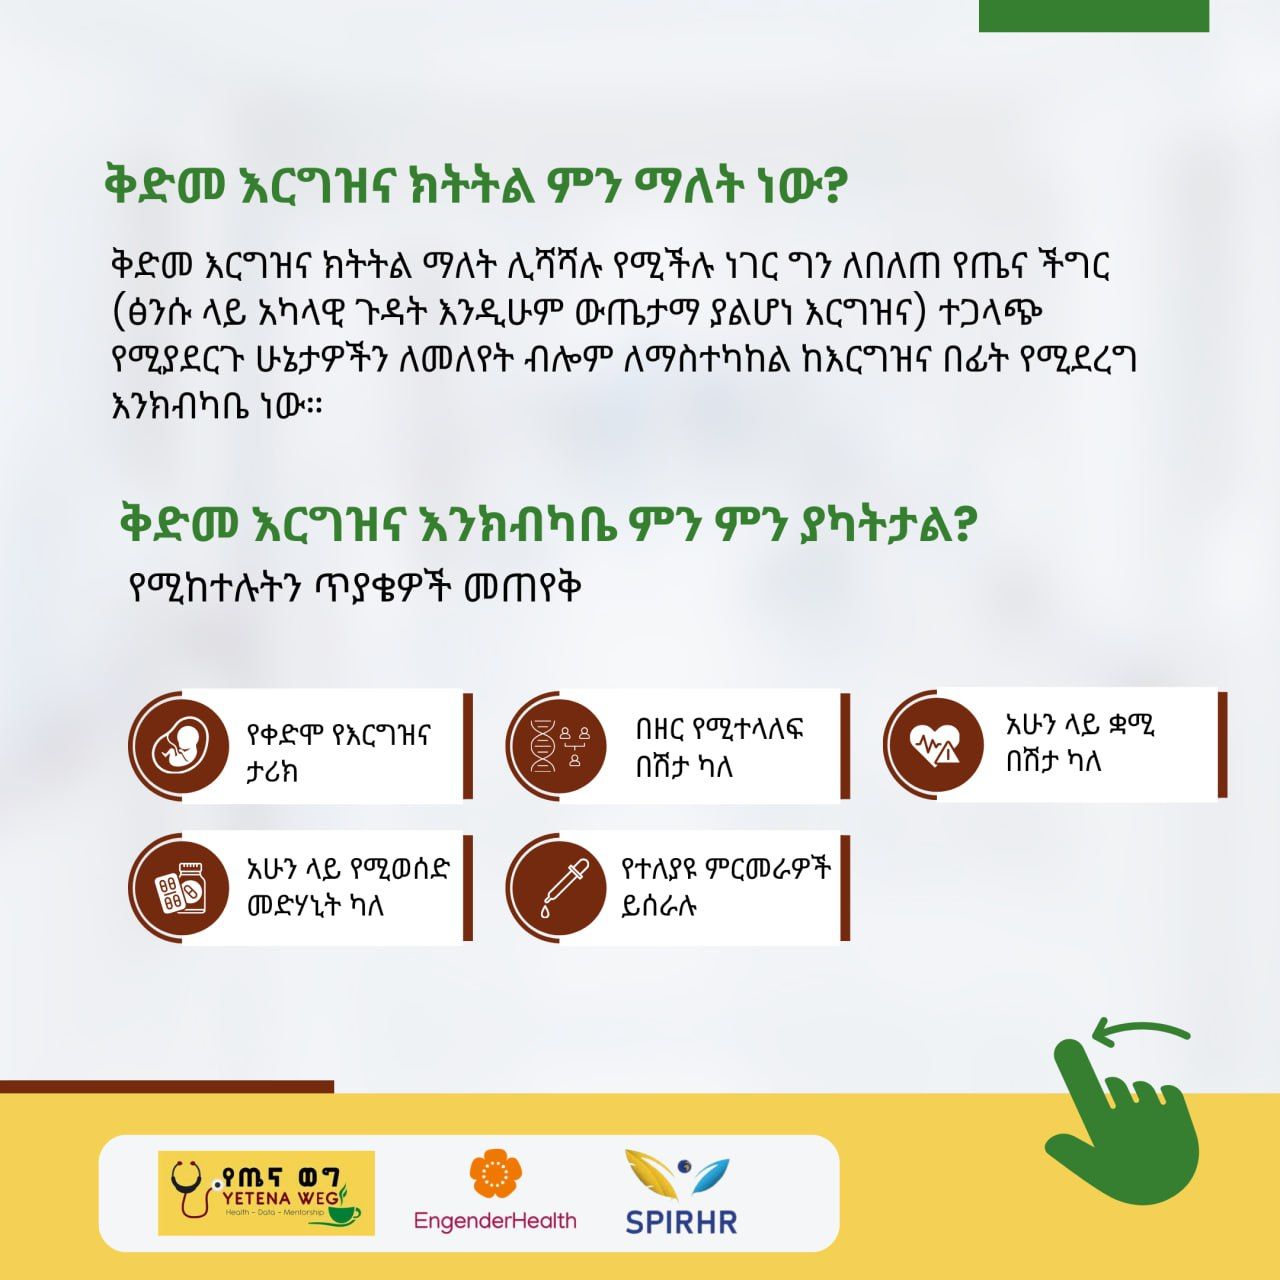 ቅድመ እርግዝና ክትትል ምን ማለት ነው?
ቅድመ እርግዝና ክትትል ማለት ሊሻሻሉ የሚችሉ ነገር ግን ለበለጠ የጤና ችግር
(ፅንሱ ላይ አካላዊ ጉዳት እንዲሁም ውጤታማ ያልሆነ እርግዝና) ተጋላጭ
የሚያደርጉ ሁኔታዎችን ለመለየት ብሎም ለማስተካከል ከእርግዝና በፊት የሚደረግ
እንክብካቤ ነው።
ቅድመ እርግዝና እንክብካቤ ምን ምን ያካትታል?
የሚከተሉትን ጥያቄዎች መጠየቅ
የቀድሞ የእርግዝና
ታሪክ
በዘር የሚተላለፍ
በሽታ ካለ
አሁን ላይ ቋሚ
በሽታ ካለ
አሁን ላይ የሚወሰድ
መድሃኒት ካለ
የተለያዩ ምርመራዎች
ይሰራሉ
የጤና ወግ
YETENA WEG
Health – Data – Mentorship
EngenderHealth
SPIRHR